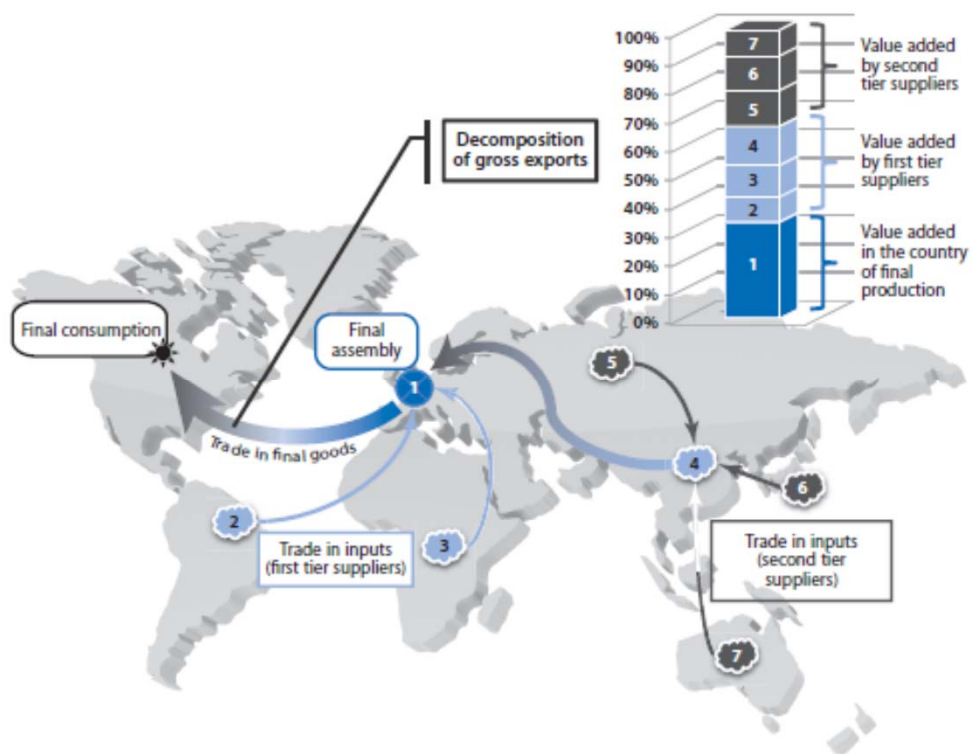 100%
90%
80%
70%
60%
50%
40%
30%
20%
10%
0%
7
6
5
4
3
2
1
Value added
by second
tier suppliers
Value added
by first tier
suppliers
Value added
in the country
of final
production
Decomposition
of gross exports
Final consumption
Final
assembly
1
Trade in final goods
2
3
Trade in inputs
(first tier suppliers)
5
4
6
Trade in inputs
(second tier
suppliers)
7